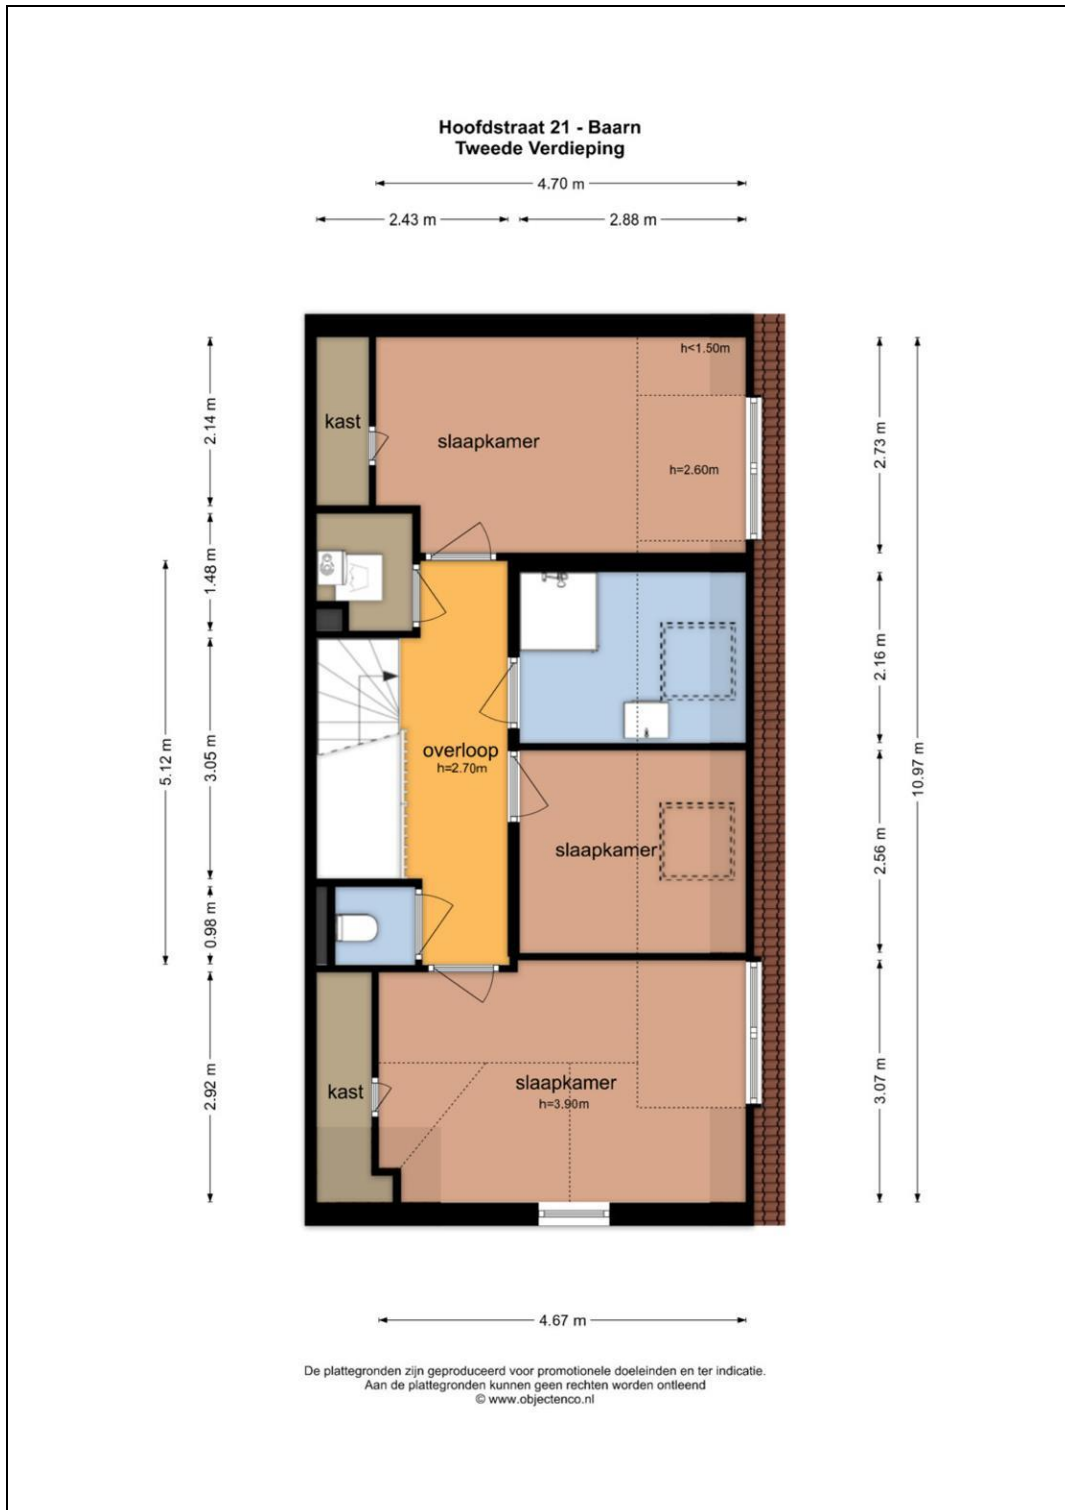 Hoofdstraat 21 - Baarn
Tweede Verdieping
4.70 m
2.43 m
2.88 m
h<1.50m
kast
slaapkamer
h=2.60m
2.14 m
2.73 m
1.48 m
2.16 m
overloop
h=2.70m
5.12 m
3.05 m
10.97 m
slaapkamer
2.56 m
0.98 m
kast
slaapkamer
h=3.90m
2.92 m
3.07 m
4.67 m
De plattegronden zijn geproduceerd voor promotionele doeleinden en ter indicatie.
Aan de plattegronden kunnen geen rechten worden ontleend
© www.objectenco.nl